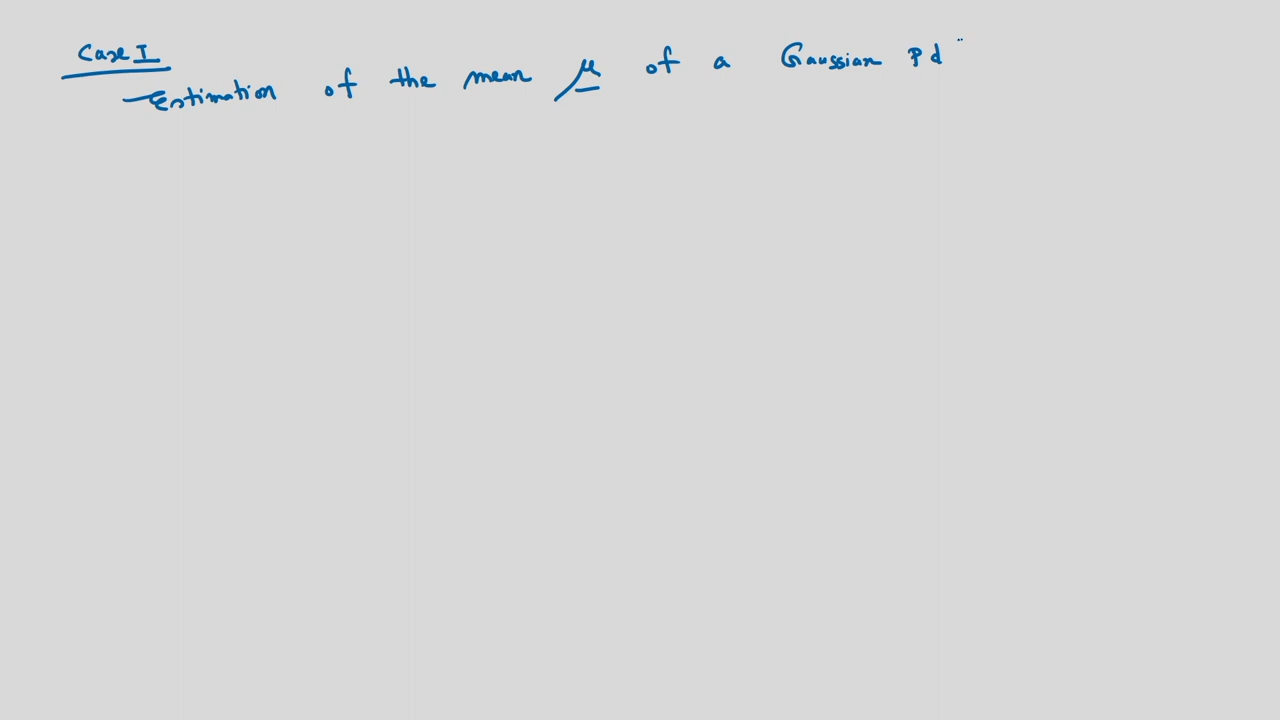 Case I
Estimation of the mean μ of a Gaussian Pd